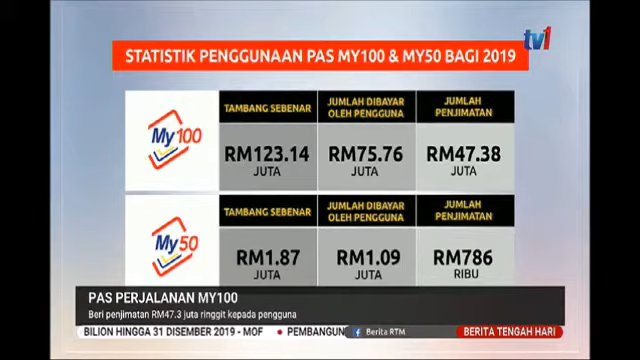 tv1
STATISTIK PENGGUNAAN PAS MY100 & MY50 BAGI 2019
TAMBANG SEBENAR
JUMLAH DIBAYAR
OLEH PENGGUNA
JUMLAH
PENJIMATAN
My100
RM123.14
JUTA
RM75.76
JUTA
RM47.38
JUTA
TAMBANG SEBENAR
JUMLAH DIBAYAR
OLEH PENGGUNA
JUMLAH
PENJIMATAN
My50
RM1.87
JUTA
RM1.09
JUTA
RM786
RIBU
PAS PERJALANAN MY100
Beri penjimatan RM47.3 juta ringgit kepada pengguna
BILION HINGGA 31 DISEMBER 2019 - MOF • PEMBANGUN
f Berita RTM
BERITA TENGAH HARI